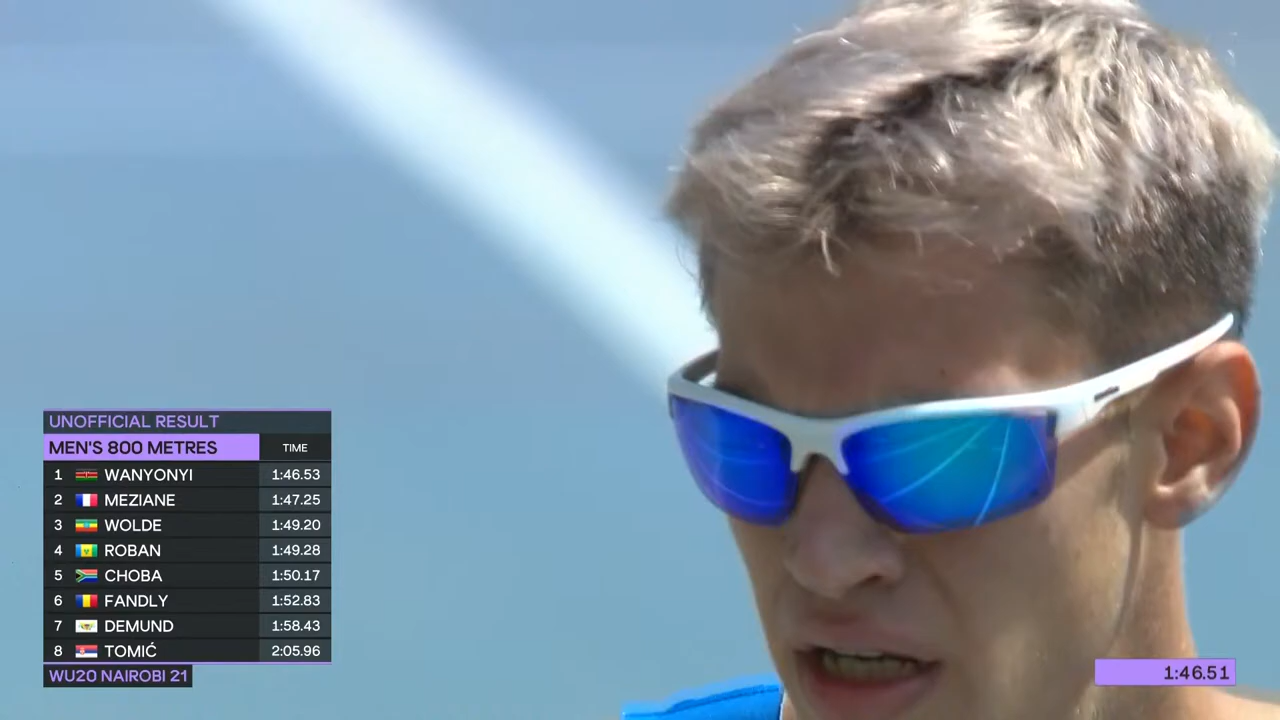 UNOFFICIAL RESULT
MEN'S 800 METRES TIME
1 WANYONYI 1:46.53
2 MEZIANE 1:47.25
3 WOLDE 1:49.20
4 ROBAN 1:49.28
5 CHOBA 1:50.17
6 FANDLY 1:52.83
7 DEMUND 1:58.43
8 TOMIĆ 2:05.96
WU20 NAIROBI 21
1:46.51